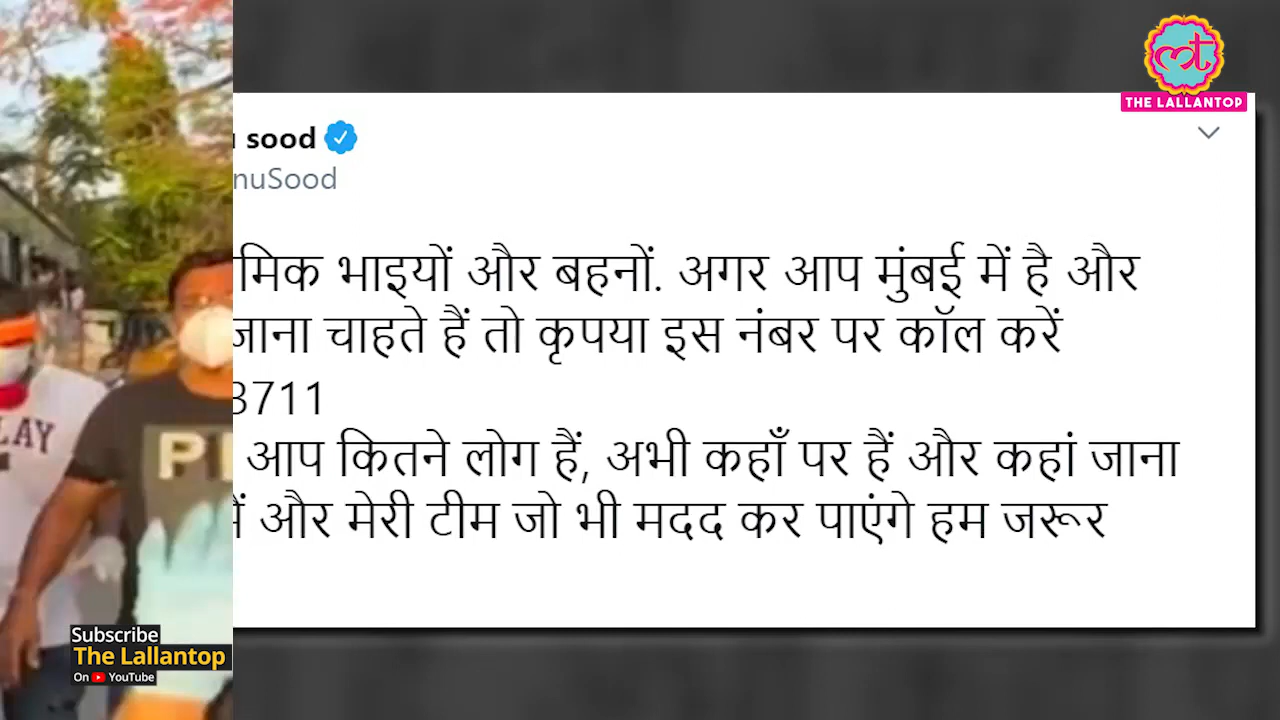 THE LALLANTOP
sood
nuSood
मिक भाइयों और बहनों. अगर आप मुंबई में है और
जाना चाहते हैं तो कृपया इस नंबर पर कॉल करें
3711
आप कितने लोग हैं, अभी कहाँ पर हैं और कहां जाना
और मेरी टीम जो भी मदद कर पाएंगे हम जरूर
LAY
Subscribe
The Lallantop
On YouTube